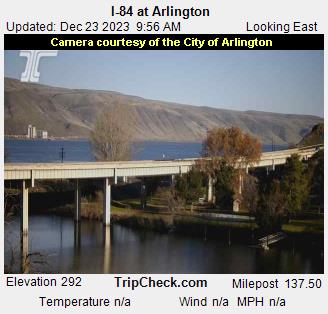 I-84 at Arlington
Updated: Dec 23 2023 9:56 AM Looking East
Camera courtesy of the City of Arlington
Elevation 292 TripCheck.com Milepost 137.50
Temperature n/a Wind n/a MPH n/a